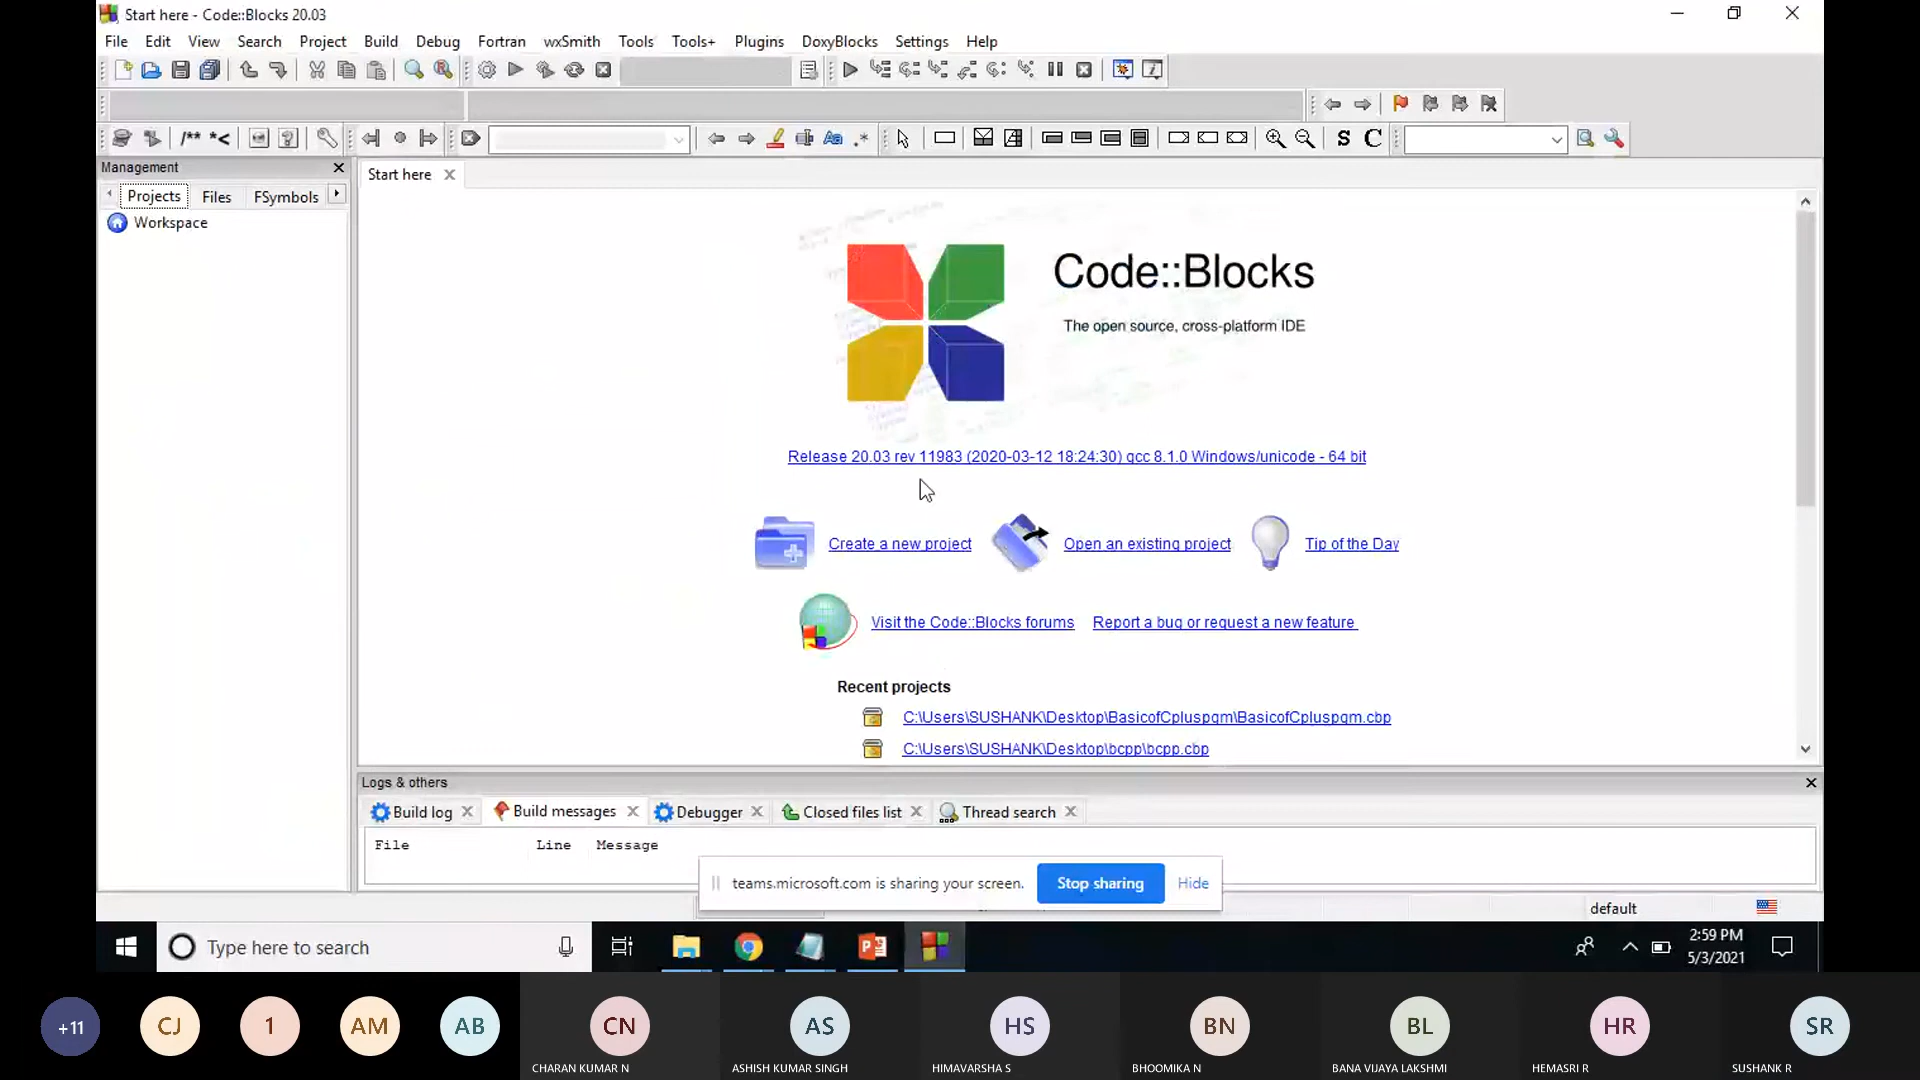 Start here - Code::Blocks 20.03
File Edit View Search Project Build Debug Fortran wxSmith Tools Tools+ Plugins DoxyBlocks Settings Help
/** *< Aa .* S C
Management
Projects Files FSymbols
Workspace
Start here
Code::Blocks
The open source, cross-platform IDE
Release 20.03 rev 11983 (2020-03-12 18:24:30) gcc 8.1.0 Windows/unicode - 64 bit
Create a new project Open an existing project Tip of the Day
Visit the Code::Blocks forums Report a bug or request a new feature
Recent projects
C:\Users\SUSHANK\Desktop\BasicofCpluspgm\BasicofCpluspgm.cbp
C:\Users\SUSHANK\Desktop\bcpp\bcpp.cbp
Logs & others
Build log Build messages Debugger Closed files list Thread search
File Line Message
teams.microsoft.com is sharing your screen. Stop sharing Hide
default
Type here to search
2:59 PM
5/3/2021
+11 CJ 1 AM AB CN AS HS BN BL HR SR
CHARAN KUMAR N ASHISH KUMAR SINGH HIMAVARSHA S BHOOMIKA N BANA VIJAYA LAKSHMI HEMASRI R SUSHANK R